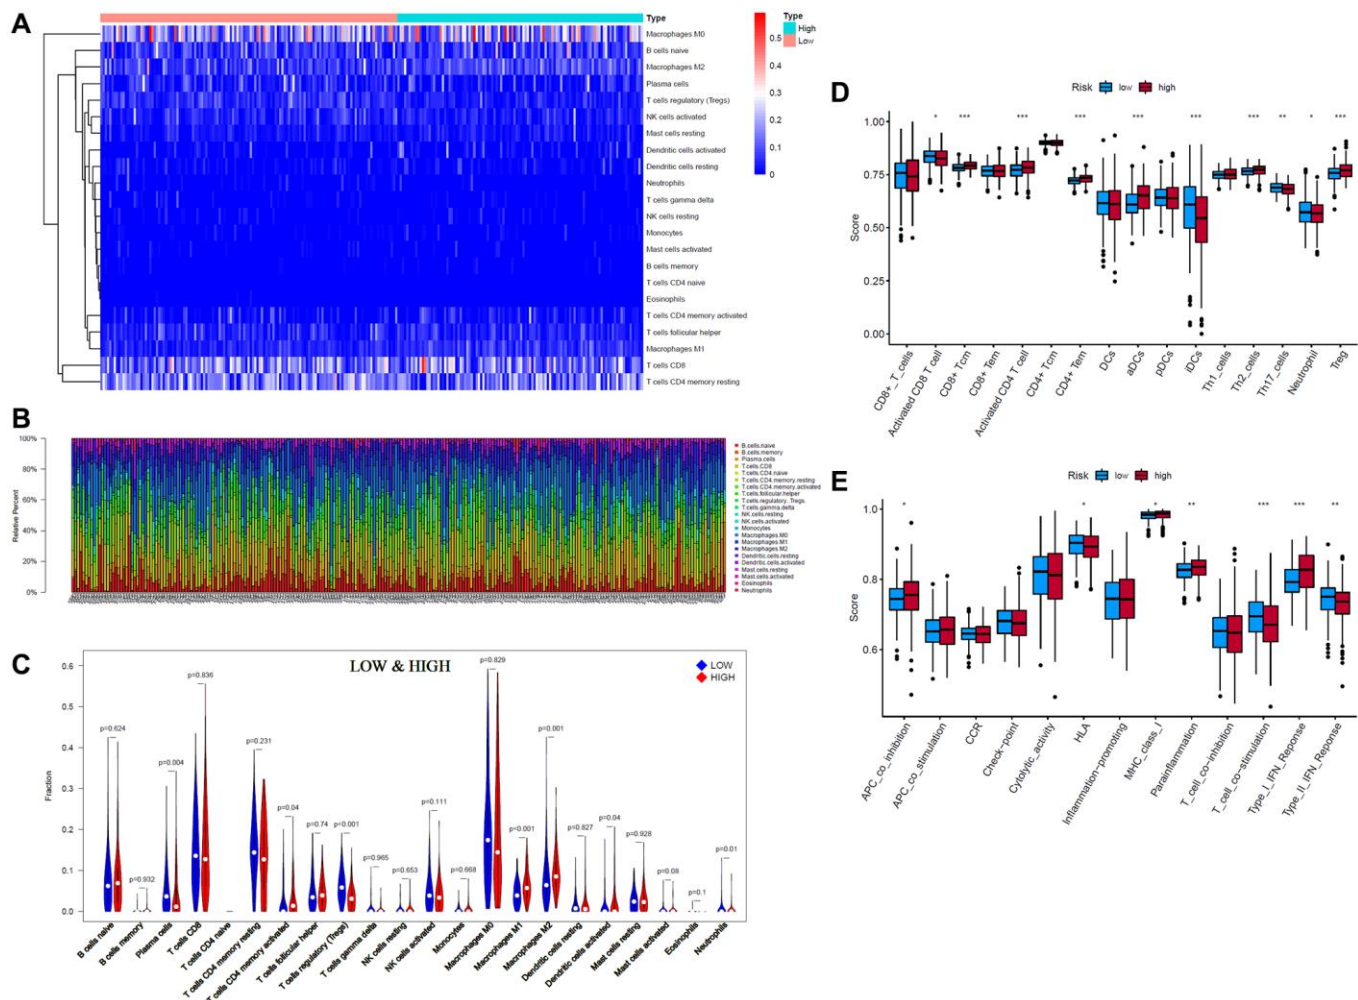 A
Type
Macrophages M0
B cells naive
Macrophages M2
Plasma cells
T cells regulatory (Tregs)
NK cells activated
Mast cells resting
Dendritic cells activated
Dendritic cells resting
Neutrophils
T cells gamma delta
NK cells resting
Monocytes
Mast cells activated
B cells memory
T cells CD4 naive
Eosinophils
T cells CD4 memory activated
T cells follicular helper
Macrophages M1
T cells CD8
T cells CD4 memory resting
0.5
0.4
0.3
0.2
0.1
0
Type
High
Low
B
Relative Percent
100%
80%
60%
40%
20%
0%
B.cells.naive
B.cells.memory
Plasma.cells
T.cells.CD8
T.cells.CD4.naive
T.cells.CD4.memory.resting
T.cells.CD4.memory.activated
T.cells.follicular.helper
T.cells.regulatory..Tregs.
T.cells.gamma.delta
NK.cells.resting
NK.cells.activated
Monocytes
Macrophages.M0
Macrophages.M1
Macrophages.M2
Dendritic.cells.resting
Dendritic.cells.activated
Mast.cells.resting
Mast.cells.activated
Eosinophils
Neutrophils
C
LOW & HIGH
LOW
HIGH
Fraction
0.6
0.5
0.4
0.3
0.2
0.1
0.0
p=0.624
p=0.932
p=0.004
p=0.836
p=0.231
p=0.04
p=0.74
p=0.001
p=0.965
p=0.653
p=0.111
p=0.668
p=0.829
p=0.001
p=0.001
p=0.827
p=0.04
p=0.928
p=0.08
p=0.1
p=0.01
B cells naive
B cells memory
Plasma cells
T cells CD8
T cells CD4 naive
T cells CD4 memory resting
T cells CD4 memory activated
T cells follicular helper
T cells regulatory (Tregs)
T cells gamma delta
NK cells resting
NK cells activated
Monocytes
Macrophages M0
Macrophages M1
Macrophages M2
Dendritic cells resting
Dendritic cells activated
Mast cells resting
Mast cells activated
Eosinophils
Neutrophils
D
Risk low high
* *** *** *** *** *** *** ** * ***
Score
1.00
0.75
0.50
0.25
0.00
CD8+_T_cells
Activated CD8 T cell
CD8+ Tcm
CD8+ Tem
Activated CD4 T cell
CD4+ Tcm
CD4+ Tem
DCs
aDCs
pDCs
iDCs
Th1_cells
Th2_cells
Th17_cells
Neutrophil
Treg
E
Risk low high
* * * ** *** *** **
Score
1.0
0.8
0.6
APC_co_inhibition
APC_co_stimulation
CCR
Check-point
Cytolytic_activity
HLA
Inflammation-promoting
MHC_class_I
Parainflammation
T_cell_co-inhibition
T_cell_co-stimulation
Type_I_IFN_Reponse
Type_II_IFN_Reponse